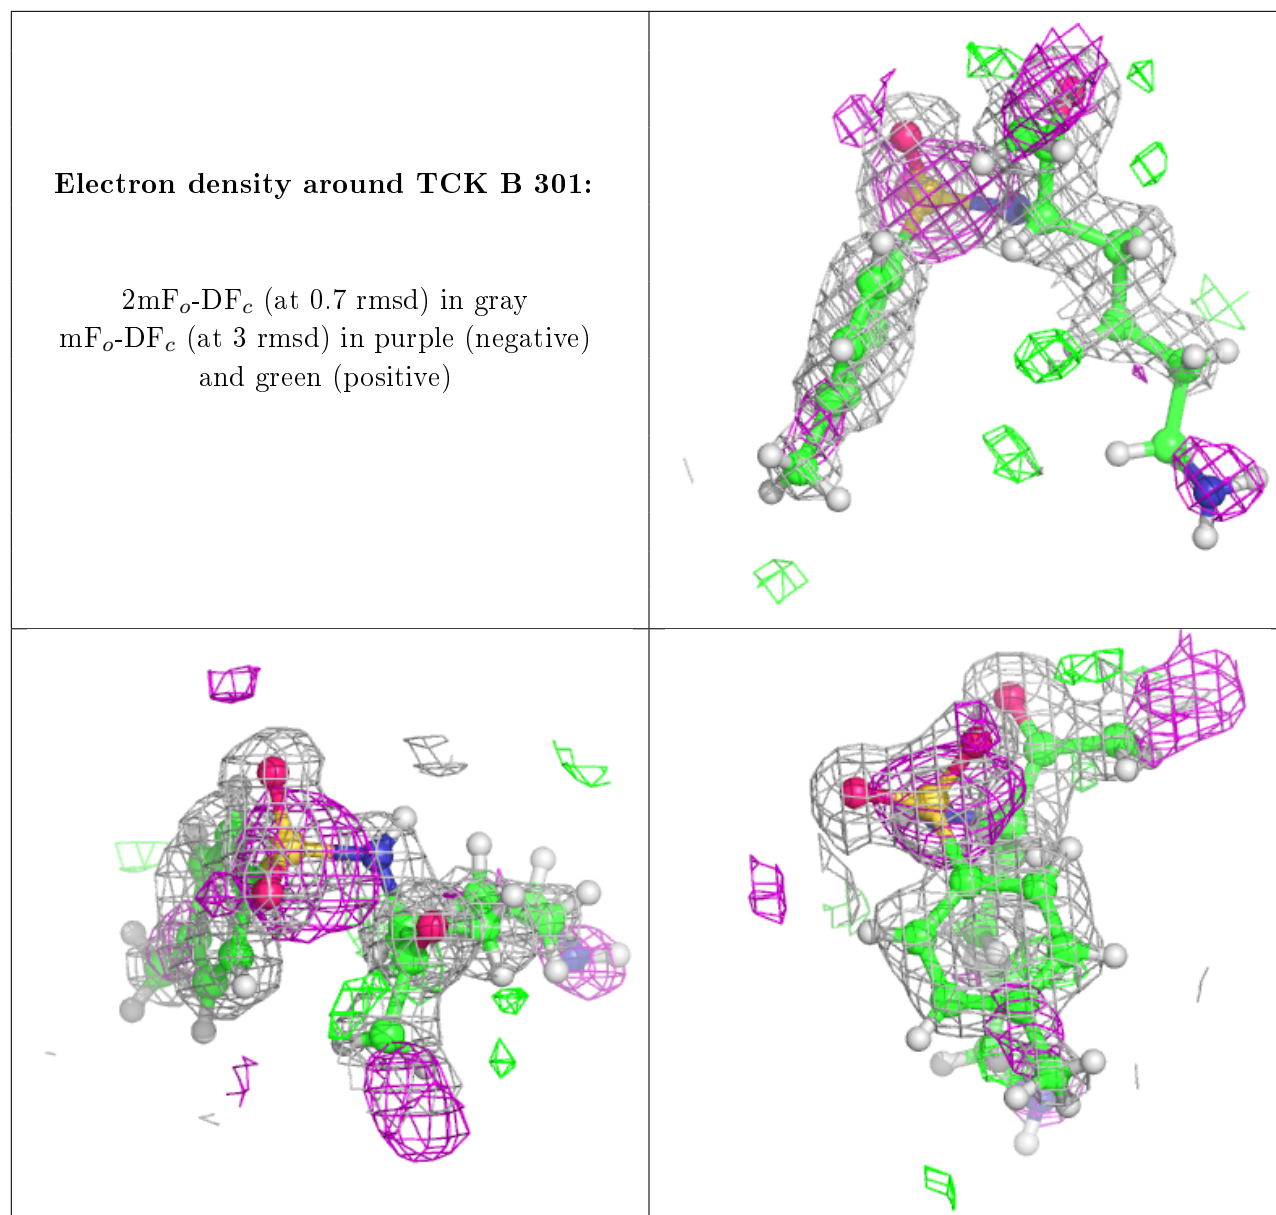 Electron density around TCK B 301:
2mFₒ-DF𝒸 (at 0.7 rmsd) in gray
mFₒ-DF𝒸 (at 3 rmsd) in purple (negative)
and green (positive)